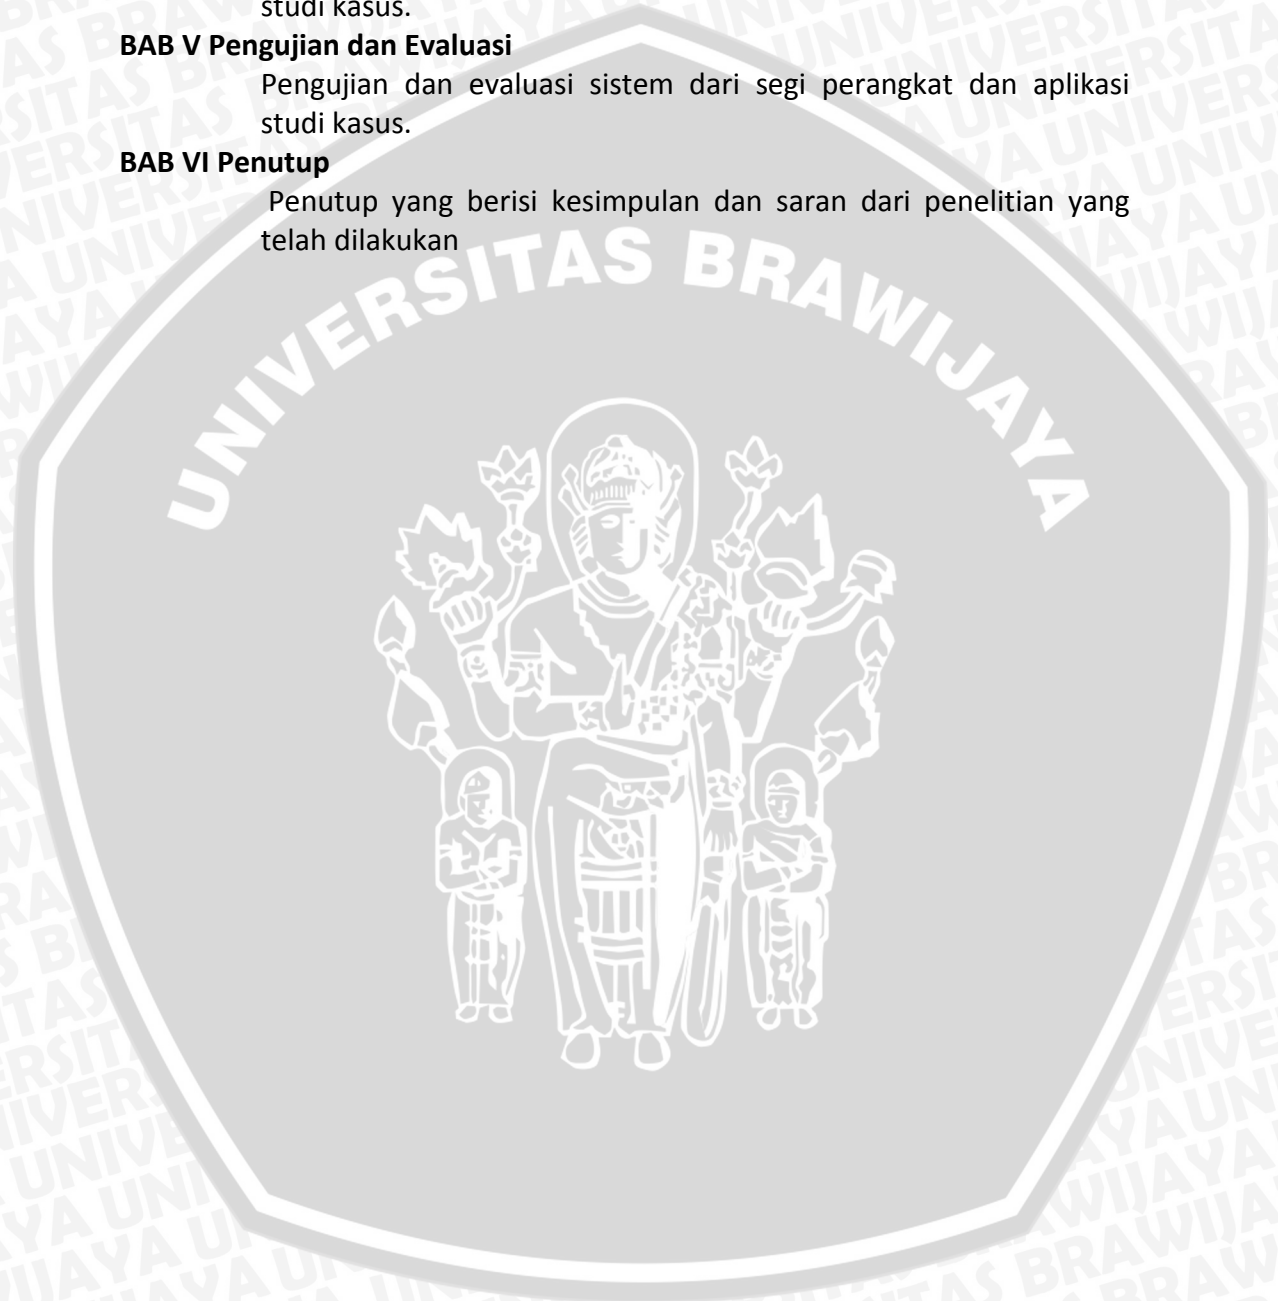 studi kasus.
BAB V Pengujian dan Evaluasi
Pengujian dan evaluasi sistem dari segi perangkat dan aplikasi
studi kasus.
BAB VI Penutup
Penutup yang berisi kesimpulan dan saran dari penelitian yang
telah dilakukan
UNIVERSITAS BRAWIJAYA